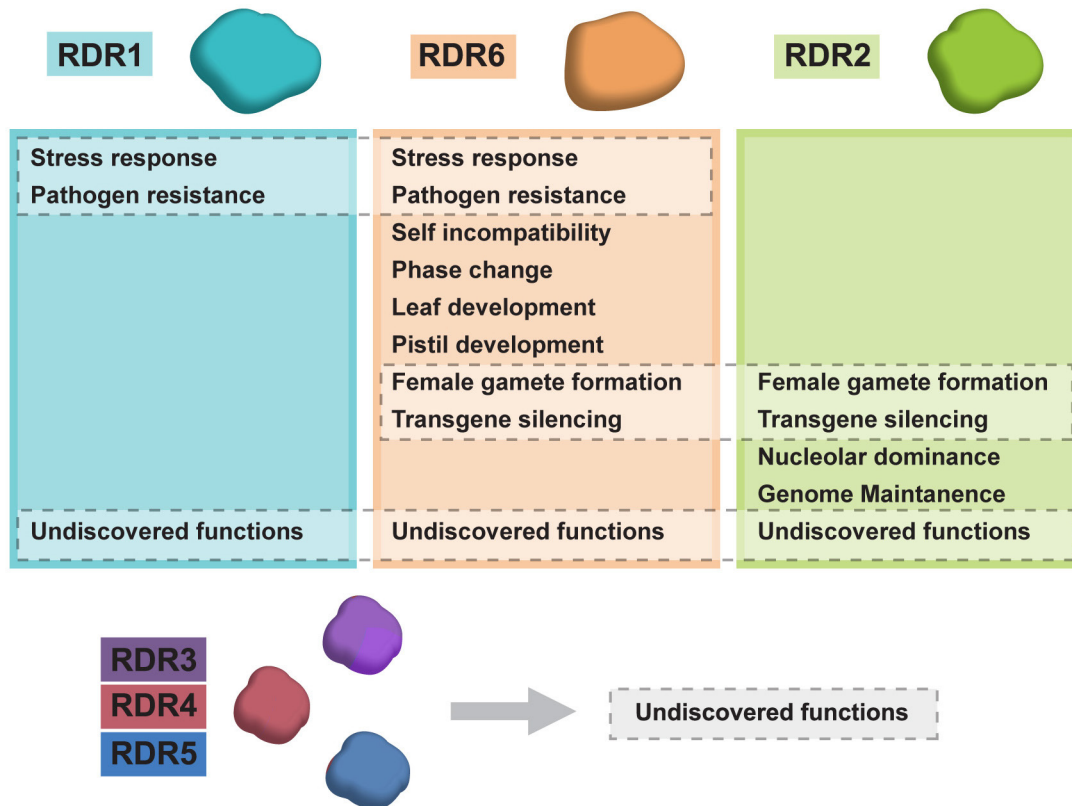 RDR1
RDR6
RDR2
Stress response
Pathogen resistance
Undiscovered functions
Stress response
Pathogen resistance
Self incompatibility
Phase change
Leaf development
Pistil development
Female gamete formation
Transgene silencing
Undiscovered functions
Female gamete formation
Transgene silencing
Nucleolar dominance
Genome Maintanence
Undiscovered functions
RDR3
RDR4
RDR5
Undiscovered functions